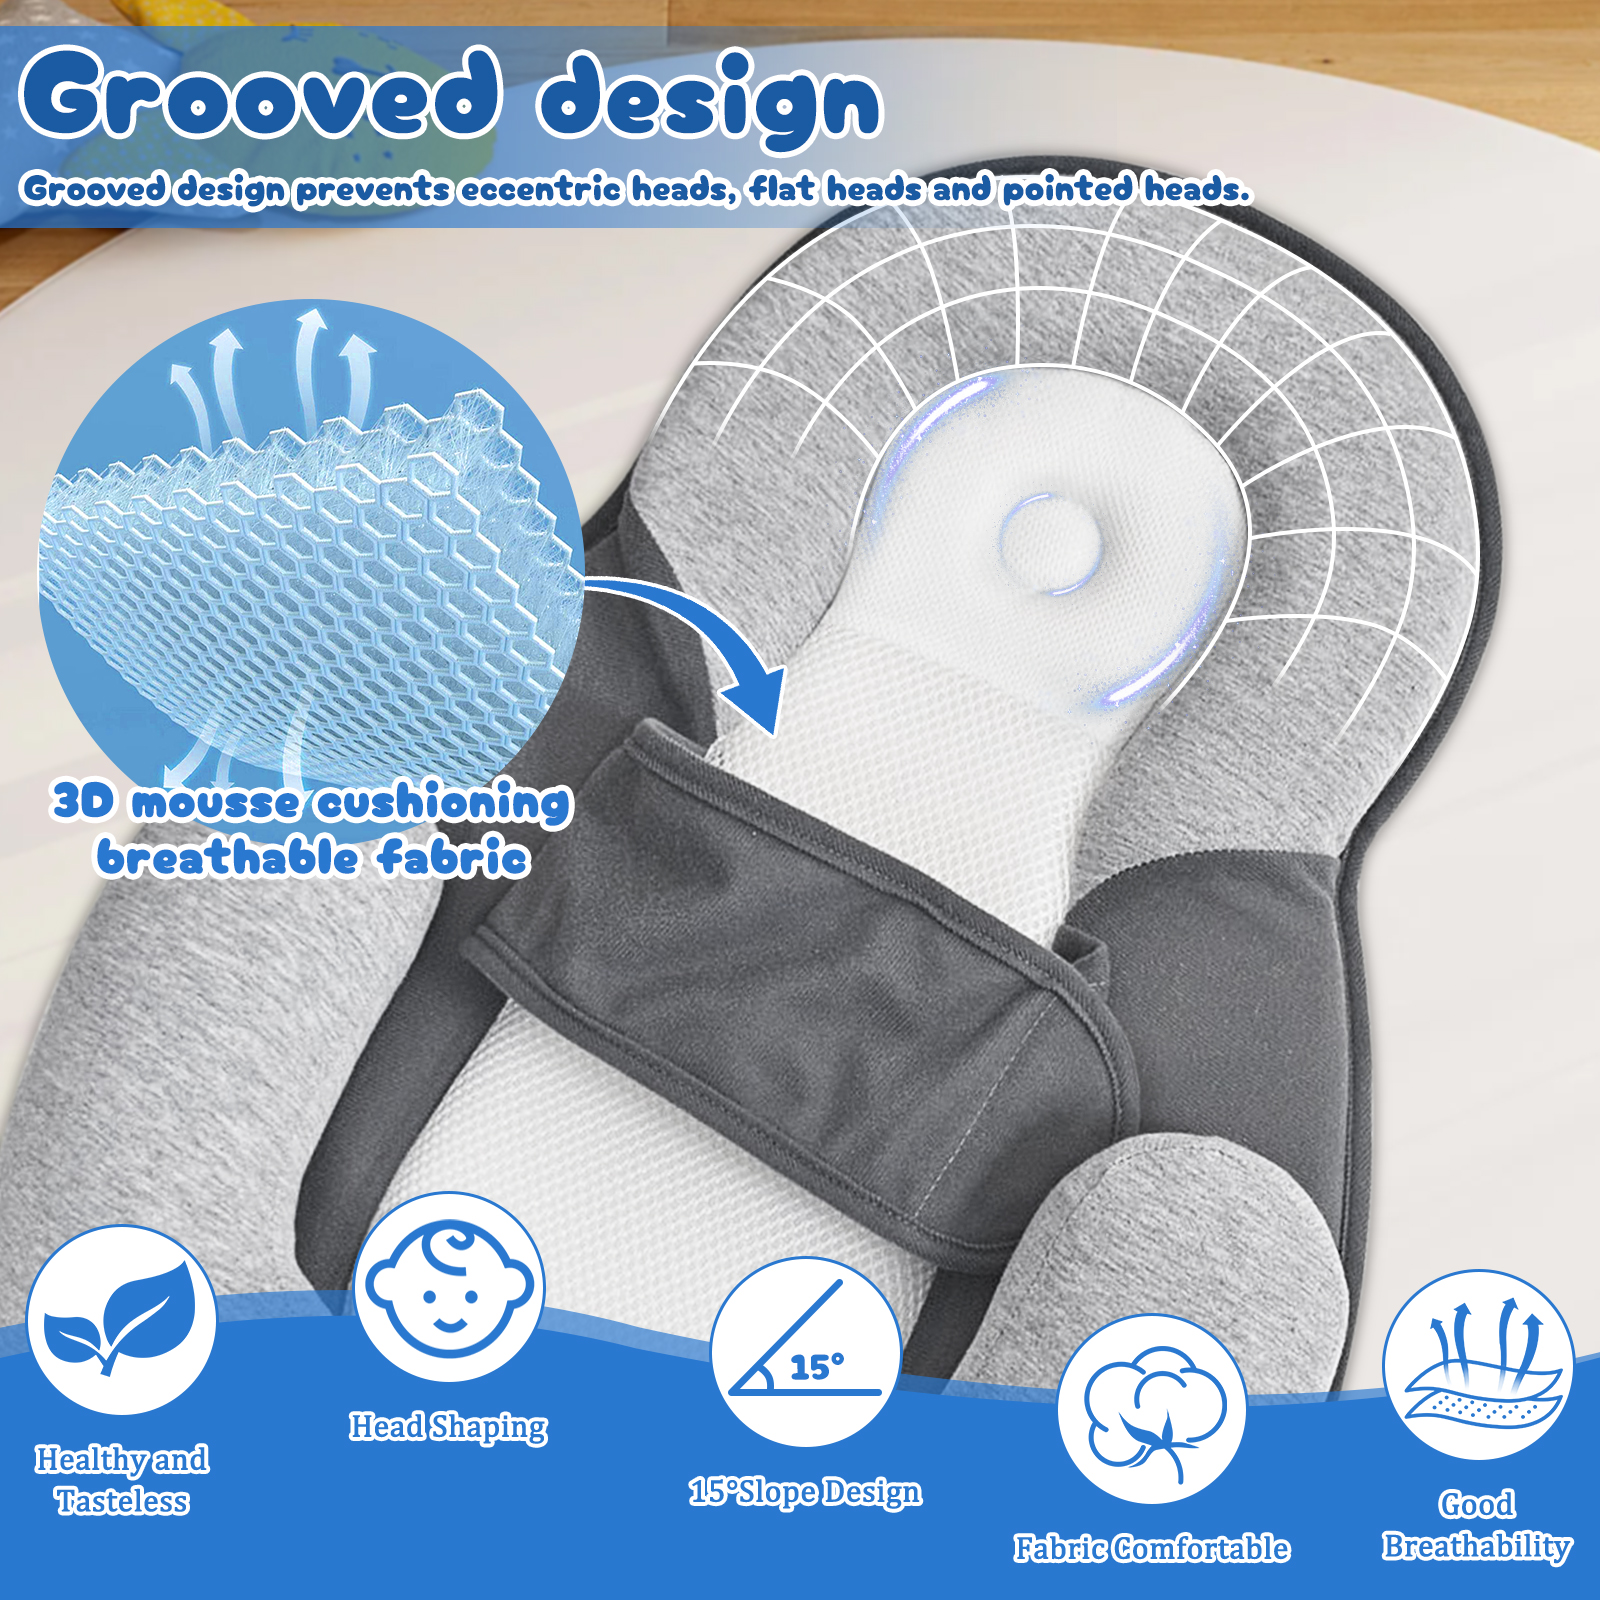 Grooved design
Grooved design prevents eccentric heads, flat heads and pointed heads.
3D mousse cushioning
breathable fabric
Healthy and
Tasteless
Head Shaping
15°
15°Slope Design
Fabric Comfortable
Good
Breathability